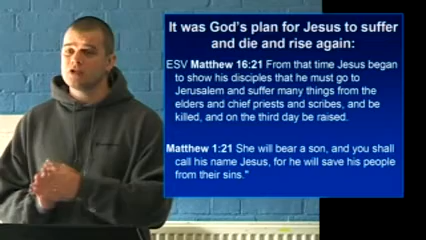 It was God's plan for Jesus to suffer
and die and rise again:
ESV Matthew 16:21 From that time Jesus began
to show his disciples that he must go to
Jerusalem and suffer many things from the
elders and chief priests and scribes, and be
killed, and on the third day be raised.
Matthew 1:21 She will bear a son, and you shall
call his name Jesus, for he will save his people
from their sins."